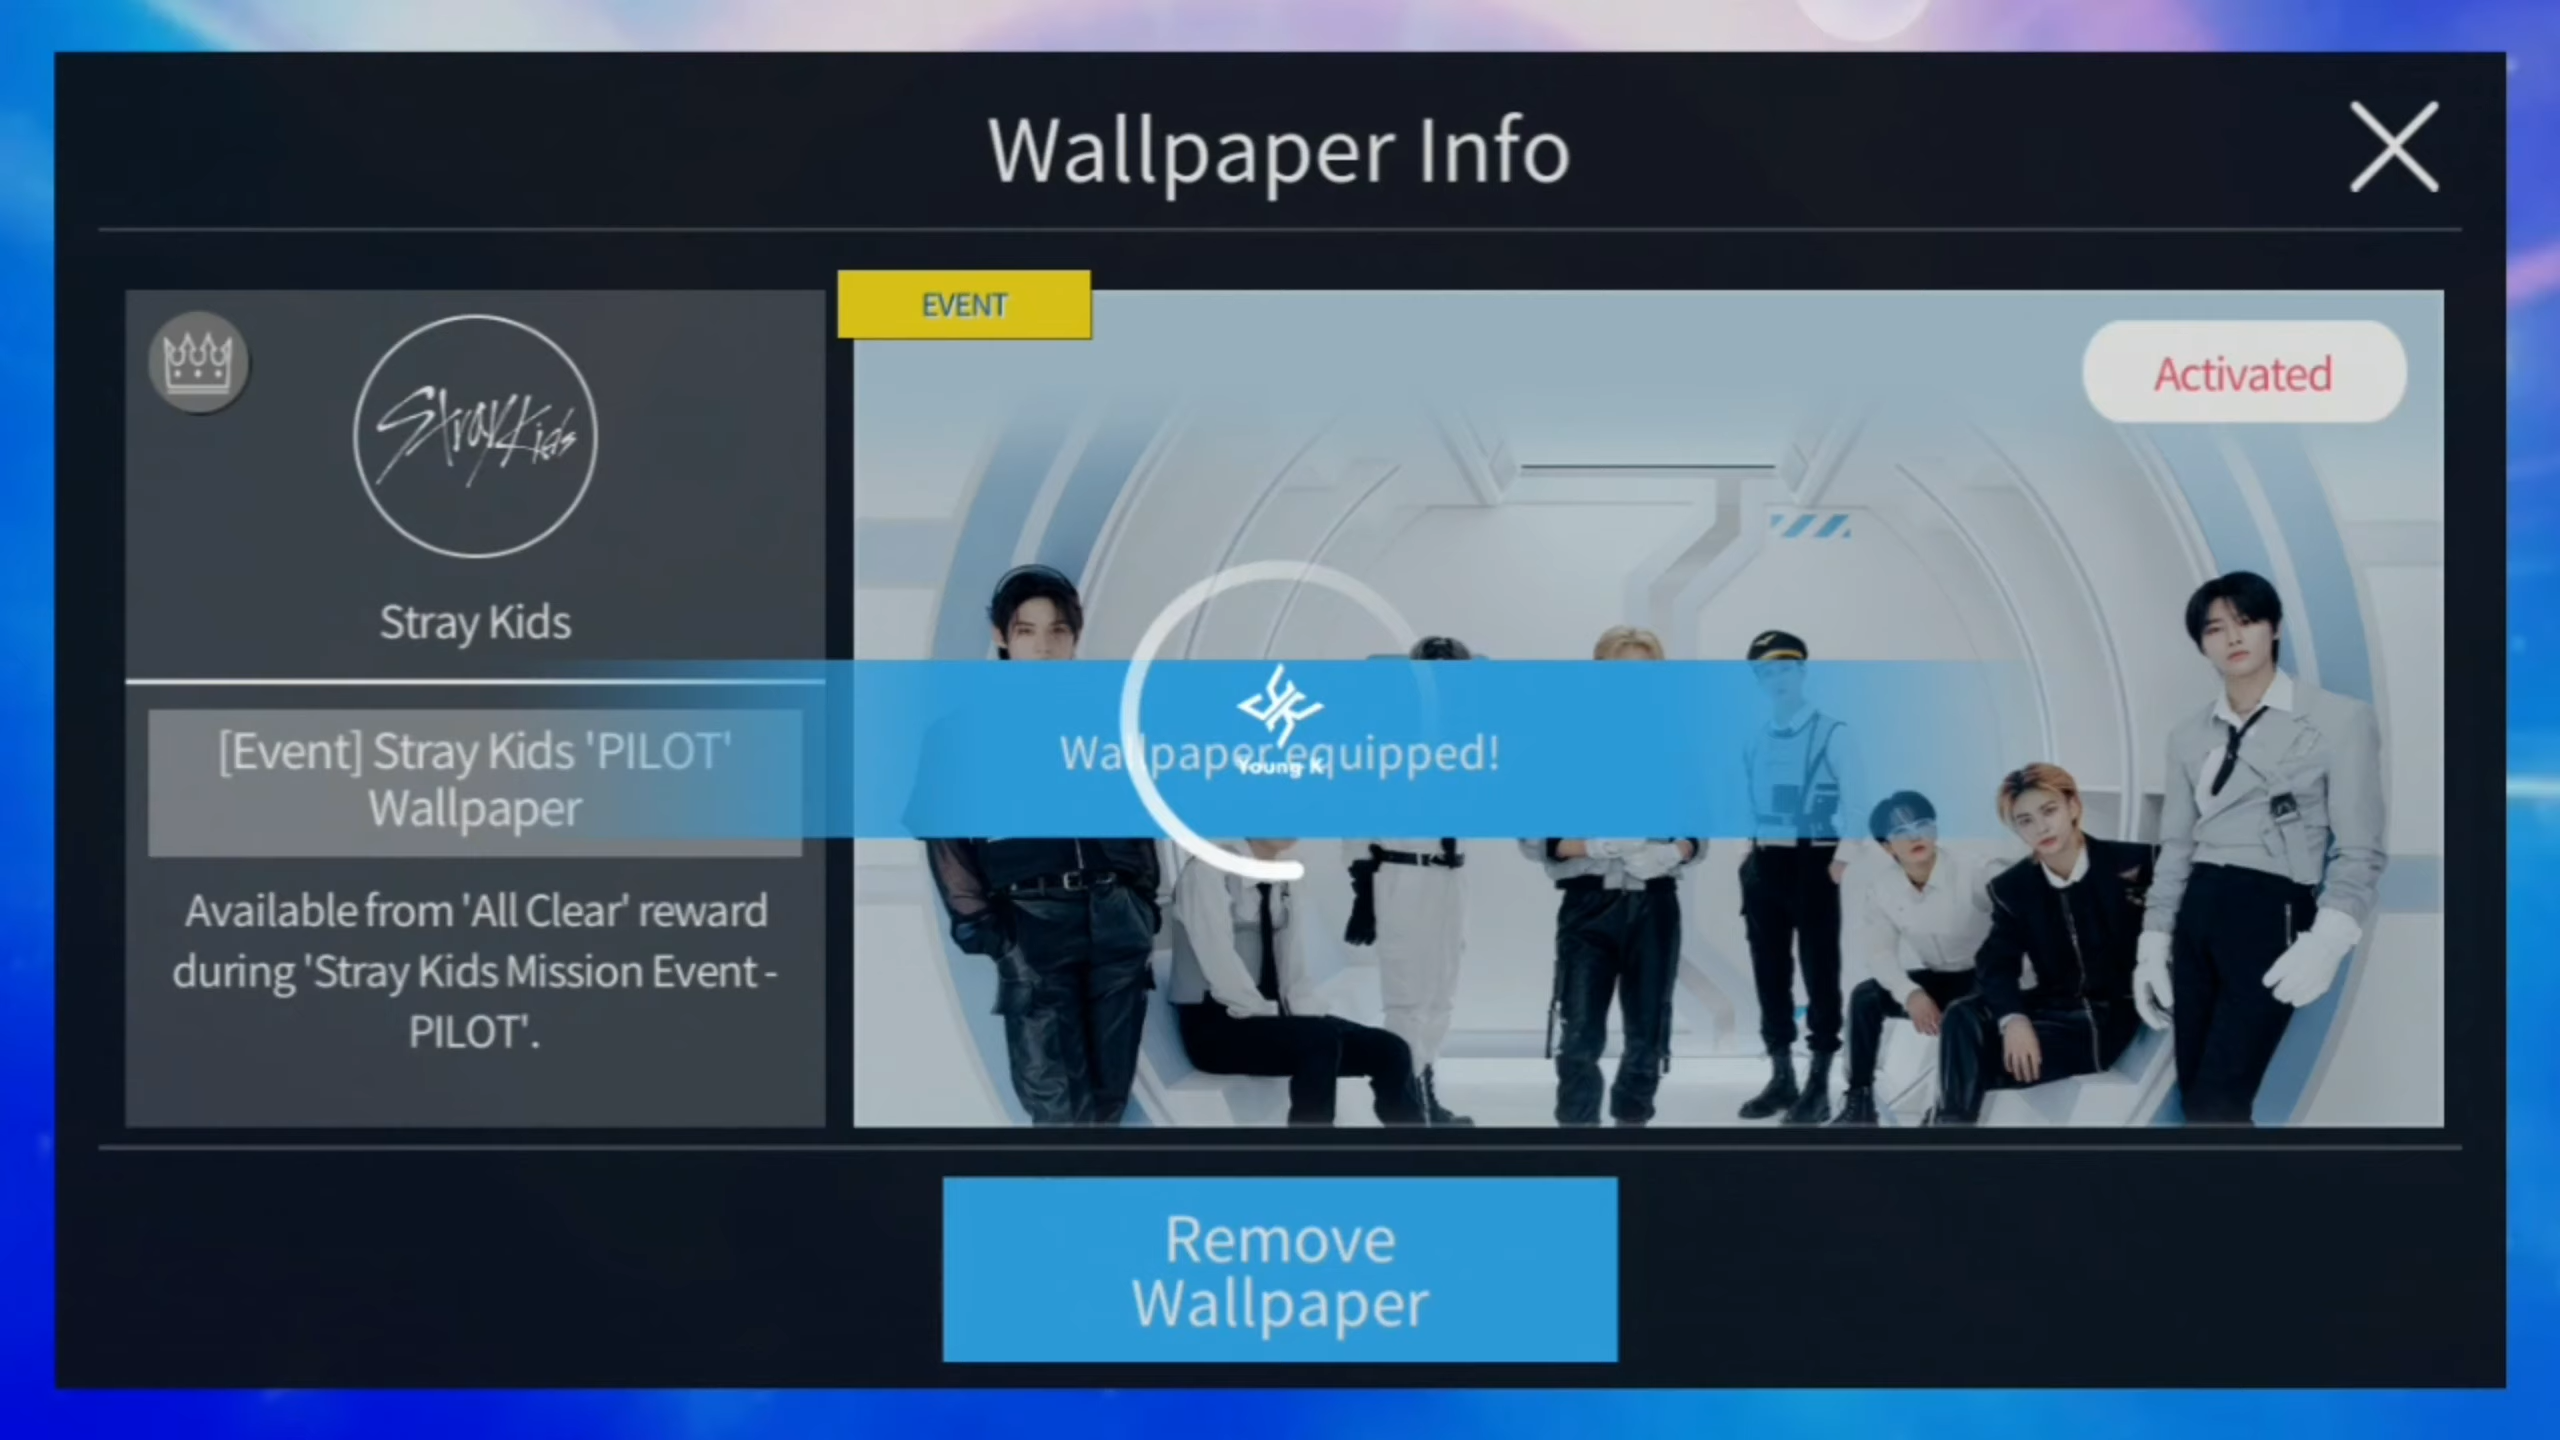 Wallpaper Info
EVENT
Activated
Stray Kids
Stray Kids
[Event] Stray Kids 'PILOT'
Wallpaper
Wallpaper equipped!
Young K
Available from 'All Clear' reward
during 'Stray Kids Mission Event -
PILOT'.
Remove
Wallpaper